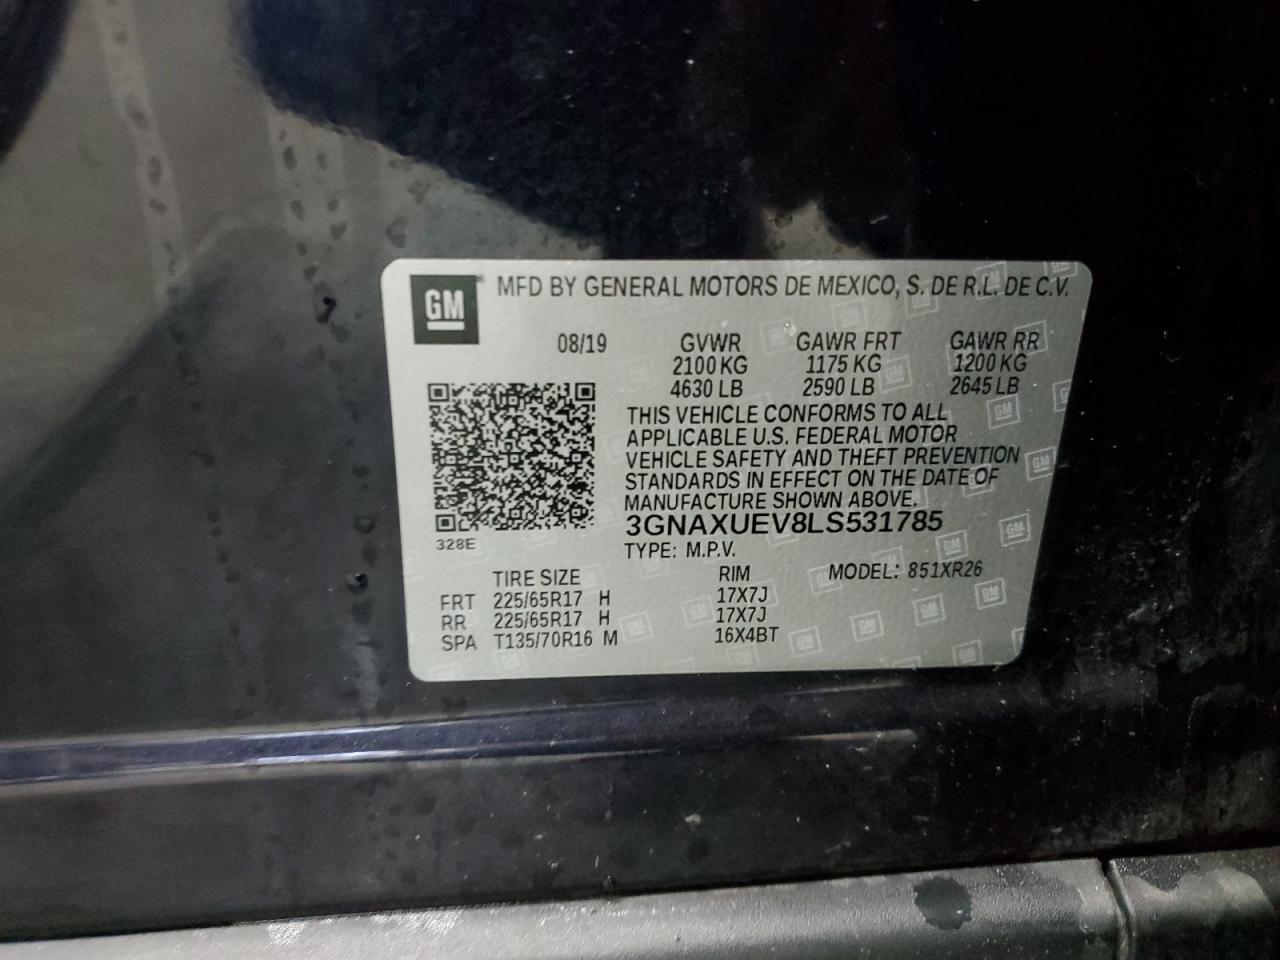 GM MFD BY GENERAL MOTORS DE MEXICO, S. DE R.L. DE C.V.
08/19 GVWR GAWR FRT GAWR RR
2100 KG 1175 KG 1200 KG
4630 LB 2590 LB 2645 LB
THIS VEHICLE CONFORMS TO ALL
APPLICABLE U.S. FEDERAL MOTOR
VEHICLE SAFETY AND THEFT PREVENTION
STANDARDS IN EFFECT ON THE DATE OF
MANUFACTURE SHOWN ABOVE.
3GNAXUEV8LS531785
328E
TYPE: M.P.V.
TIRE SIZE RIM MODEL: 851XR26
FRT 225/65R17 H 17X7J
RR 225/65R17 H 17X7J
SPA T135/70R16 M 16X4BT